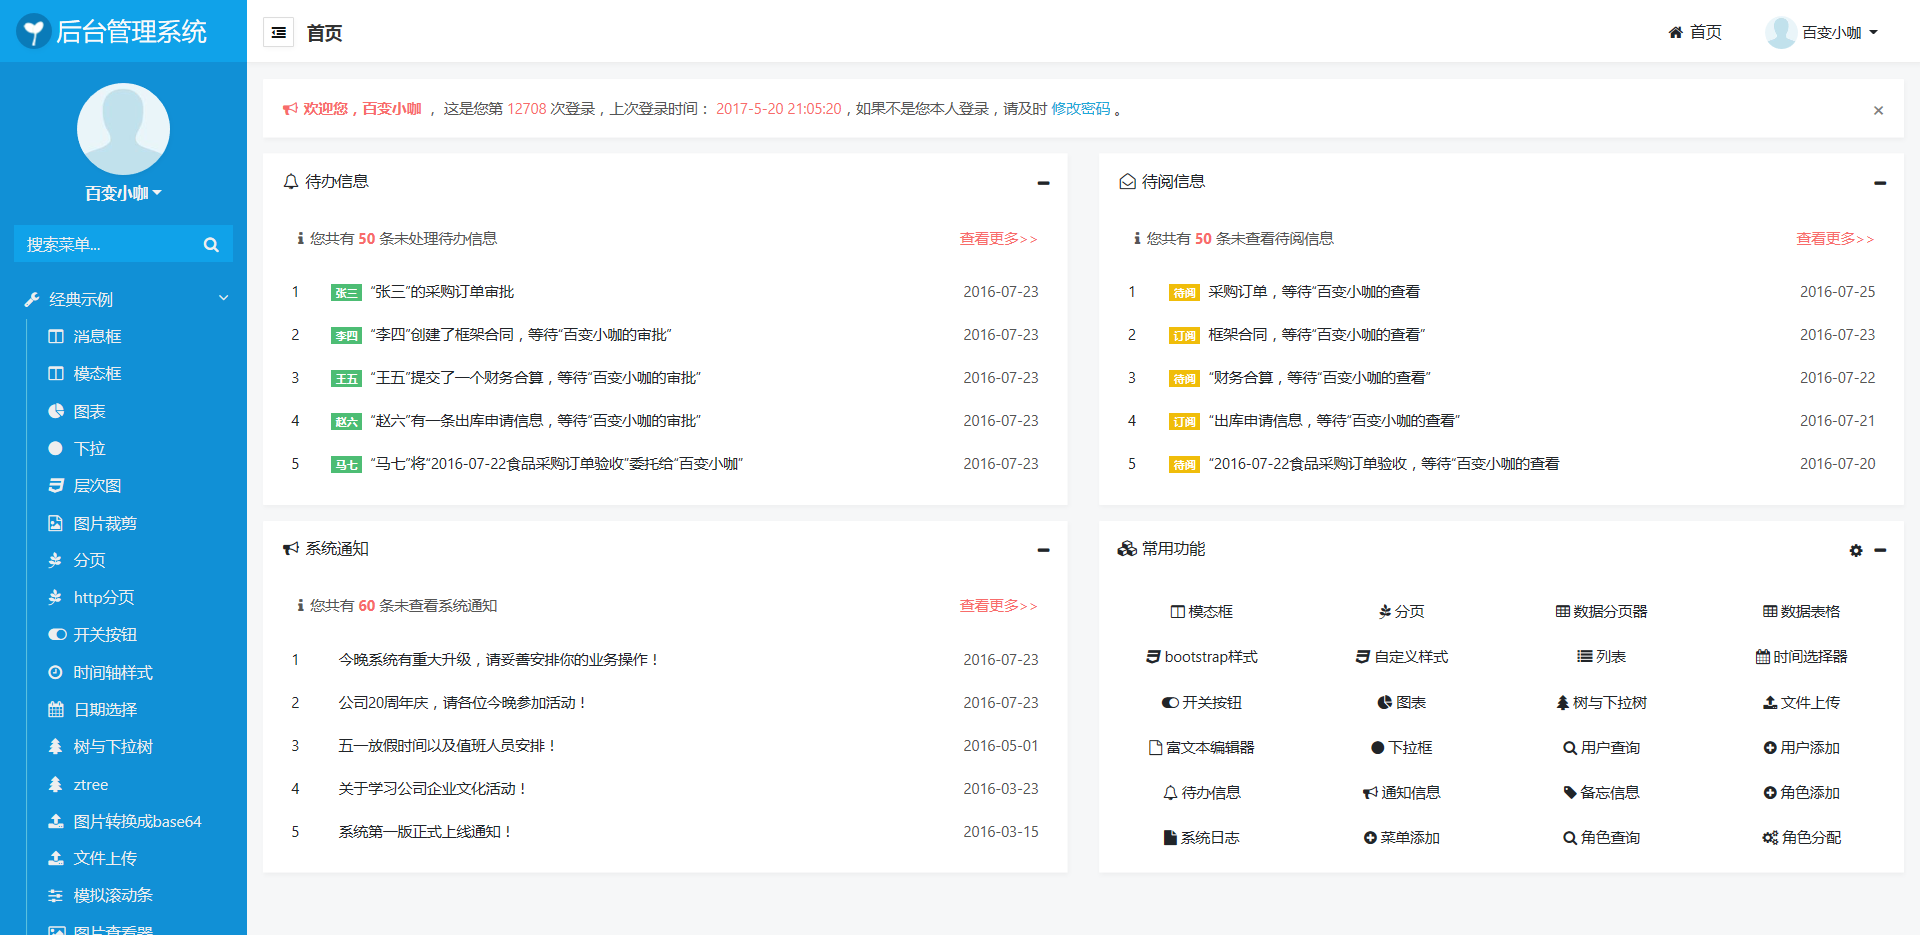 后台管理系统
首页
首页
百变小咖
百变小咖
搜索菜单...
经典示例
消息框
模态框
图表
下拉
层次图
图片裁剪
分页
http分页
开关按钮
时间轴样式
日期选择
树与下拉树
ztree
图片转换成base64
文件上传
模拟滚动条
图片查看器
欢迎您，百变小咖 ， 这是您第 12708 次登录，上次登录时间： 2017-5-20 21:05:20，如果不是您本人登录，请及时 修改密码 。 ×
待办信息
您共有 50 条未处理待办信息 查看更多>>
1 张三 “张三”的采购订单审批 2016-07-23
2 李四 “李四”创建了框架合同，等待“百变小咖的审批” 2016-07-23
3 王五 “王五”提交了一个财务合算，等待“百变小咖的审批” 2016-07-23
4 赵六 “赵六”有一条出库申请信息，等待“百变小咖的审批” 2016-07-23
5 马七 “马七”将“2016-07-22食品采购订单验收”委托给“百变小咖” 2016-07-23
待阅信息
您共有 50 条未查看待阅信息 查看更多>>
1 待阅 采购订单，等待“百变小咖的查看 2016-07-25
2 订阅 框架合同，等待“百变小咖的查看” 2016-07-23
3 待阅 “财务合算，等待“百变小咖的查看” 2016-07-22
4 订阅 “出库申请信息，等待“百变小咖的查看” 2016-07-21
5 待阅 “2016-07-22食品采购订单验收，等待“百变小咖的查看 2016-07-20
系统通知
您共有 60 条未查看系统通知 查看更多>>
1 今晚系统有重大升级，请妥善安排你的业务操作！ 2016-07-23
2 公司20周年庆，请各位今晚参加活动！ 2016-07-23
3 五一放假时间以及值班人员安排！ 2016-05-01
4 关于学习公司企业文化活动！ 2016-03-23
5 系统第一版正式上线通知！ 2016-03-15
常用功能
模态框 分页 数据分页器 数据表格
bootstrap样式 自定义样式 列表 时间选择器
开关按钮 图表 树与下拉树 文件上传
富文本编辑器 下拉框 用户查询 用户添加
待办信息 通知信息 备忘信息 角色添加
系统日志 菜单添加 角色查询 角色分配